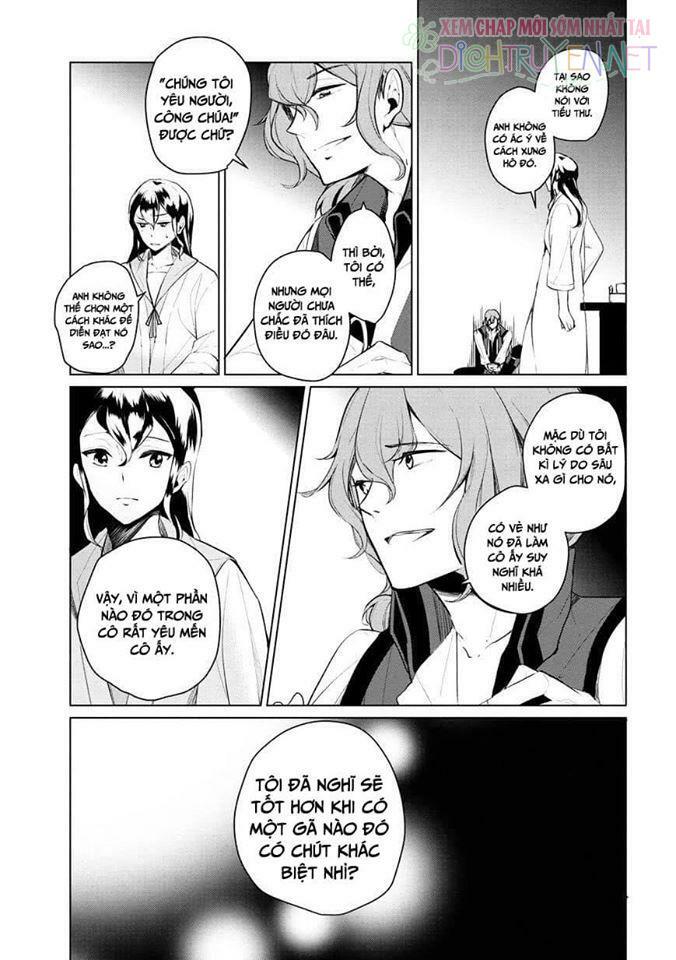 XEM CHAP MỚI SỚM NHẤT TẠI
DICHTRUYEN.NET
TẠI SAO
KHÔNG
NÓI VỚI
TIỂU THƯ.
ANH KHÔNG
CÓ ÁC Ý VỀ
CÁCH XƯNG
HÔ ĐÓ.
"CHÚNG TÔI
YÊU NGƯỜI,
CÔNG CHÚA!"
ĐƯỢC CHỨ?
THÌ BỞI,
TÔI CÓ
THỂ,
NHƯNG MỌI
NGƯỜI CHƯA
CHẮC ĐÃ THÍCH
ĐIỀU ĐÓ ĐÂU.
ANH KHÔNG
THỂ CHỌN MỘT
CÁCH KHÁC ĐỂ
DIỄN ĐẠT NÓ
SAO...?
MẶC DÙ TÔI
KHÔNG CÓ BẤT
KÌ LÝ DO SÂU
XA GÌ CHO NÓ,
CÓ VẺ NHƯ
NÓ ĐÃ LÀM
CÔ ẤY SUY
NGHĨ KHÁ
NHIỀU.
VẬY, VÌ MỘT PHẦN
NÀO ĐÓ TRONG
CÔ RẤT YÊU MẾN
CÔ ẤY.
TÔI ĐÃ NGHĨ SẼ
TỐT HƠN KHI CÓ
MỘT GÃ NÀO ĐÓ
CÓ CHÚT KHÁC
BIỆT NHỈ?